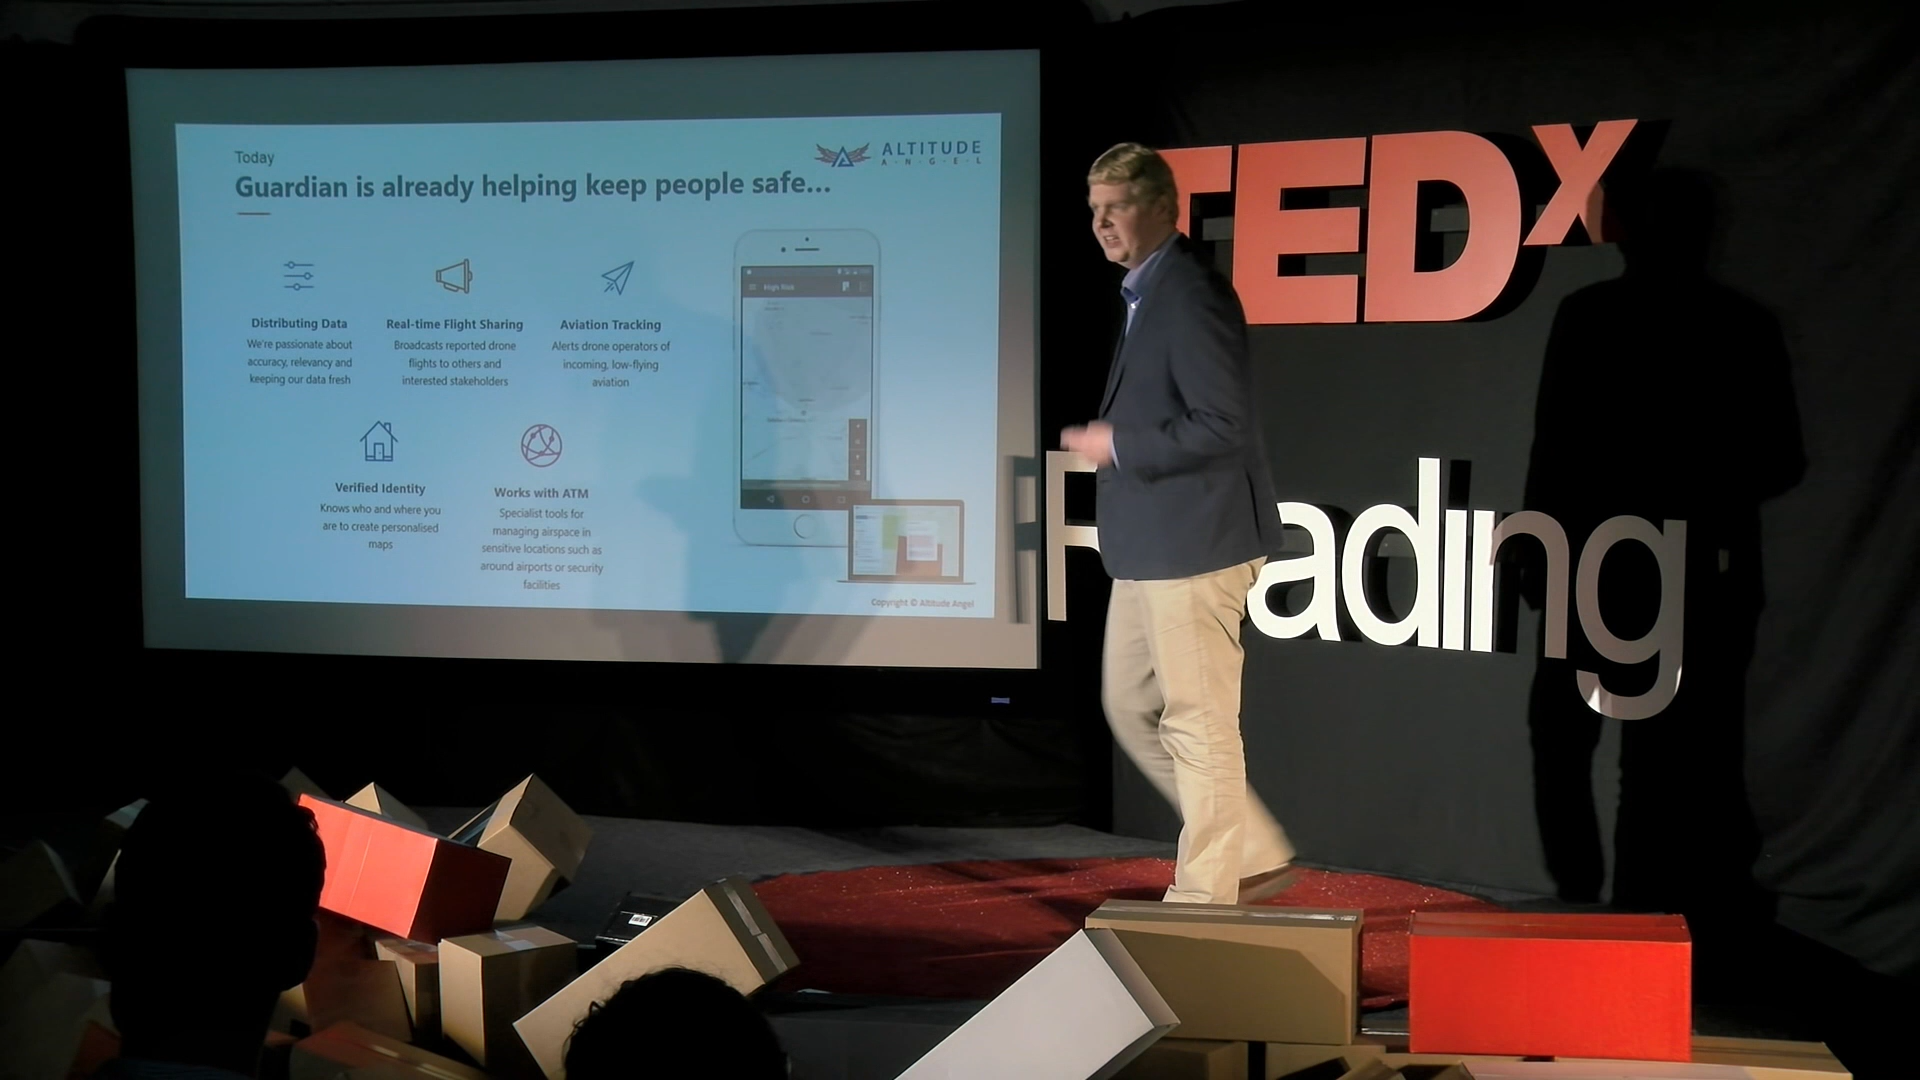 Today
Guardian is already helping keep people safe...
ALTITUDE
A·N·G·E·L
Distributing Data
We're passionate about
accuracy, relevancy and
keeping our data fresh
Real-time Flight Sharing
Broadcasts reported drone
flights to others and
interested stakeholders
Aviation Tracking
Alerts drone operators of
incoming, low-flying
aviation
Verified Identity
Knows who and where you
are to create personalised
maps
Works with ATM
Specialist tools for
managing airspace in
sensitive locations such as
around airports or security
facilities
Copyright © Altitude Angel
TEDx
Reading